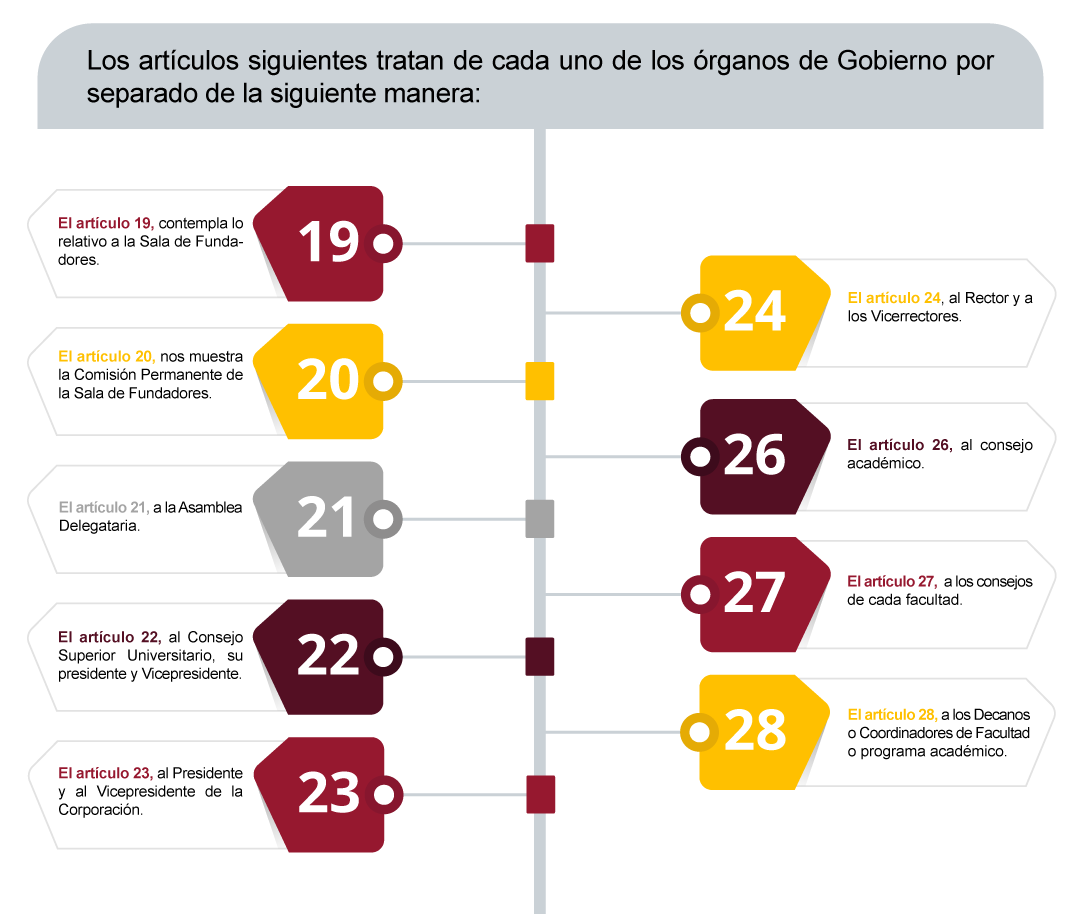 Los artículos siguientes tratan de cada uno de los órganos de Gobierno por
separado de la siguiente manera:
El artículo 19, contempla lo
relativo a la Sala de Funda-
dores.
19
El artículo 20, nos muestra
la Comisión Permanente de
la Sala de Fundadores.
20
El artículo 21, a la Asamblea
Delegataria.
21
El artículo 22, al Consejo
Superior Universitario, su
presidente y Vicepresidente.
22
El artículo 23, al Presidente
y al Vicepresidente de la
Corporación.
23
24
El artículo 24, al Rector y a
los Vicerrectores.
26
El artículo 26, al consejo
académico.
27
El artículo 27, a los consejos
de cada facultad.
28
El artículo 28, a los Decanos
o Coordinadores de Facultad
o programa académico.